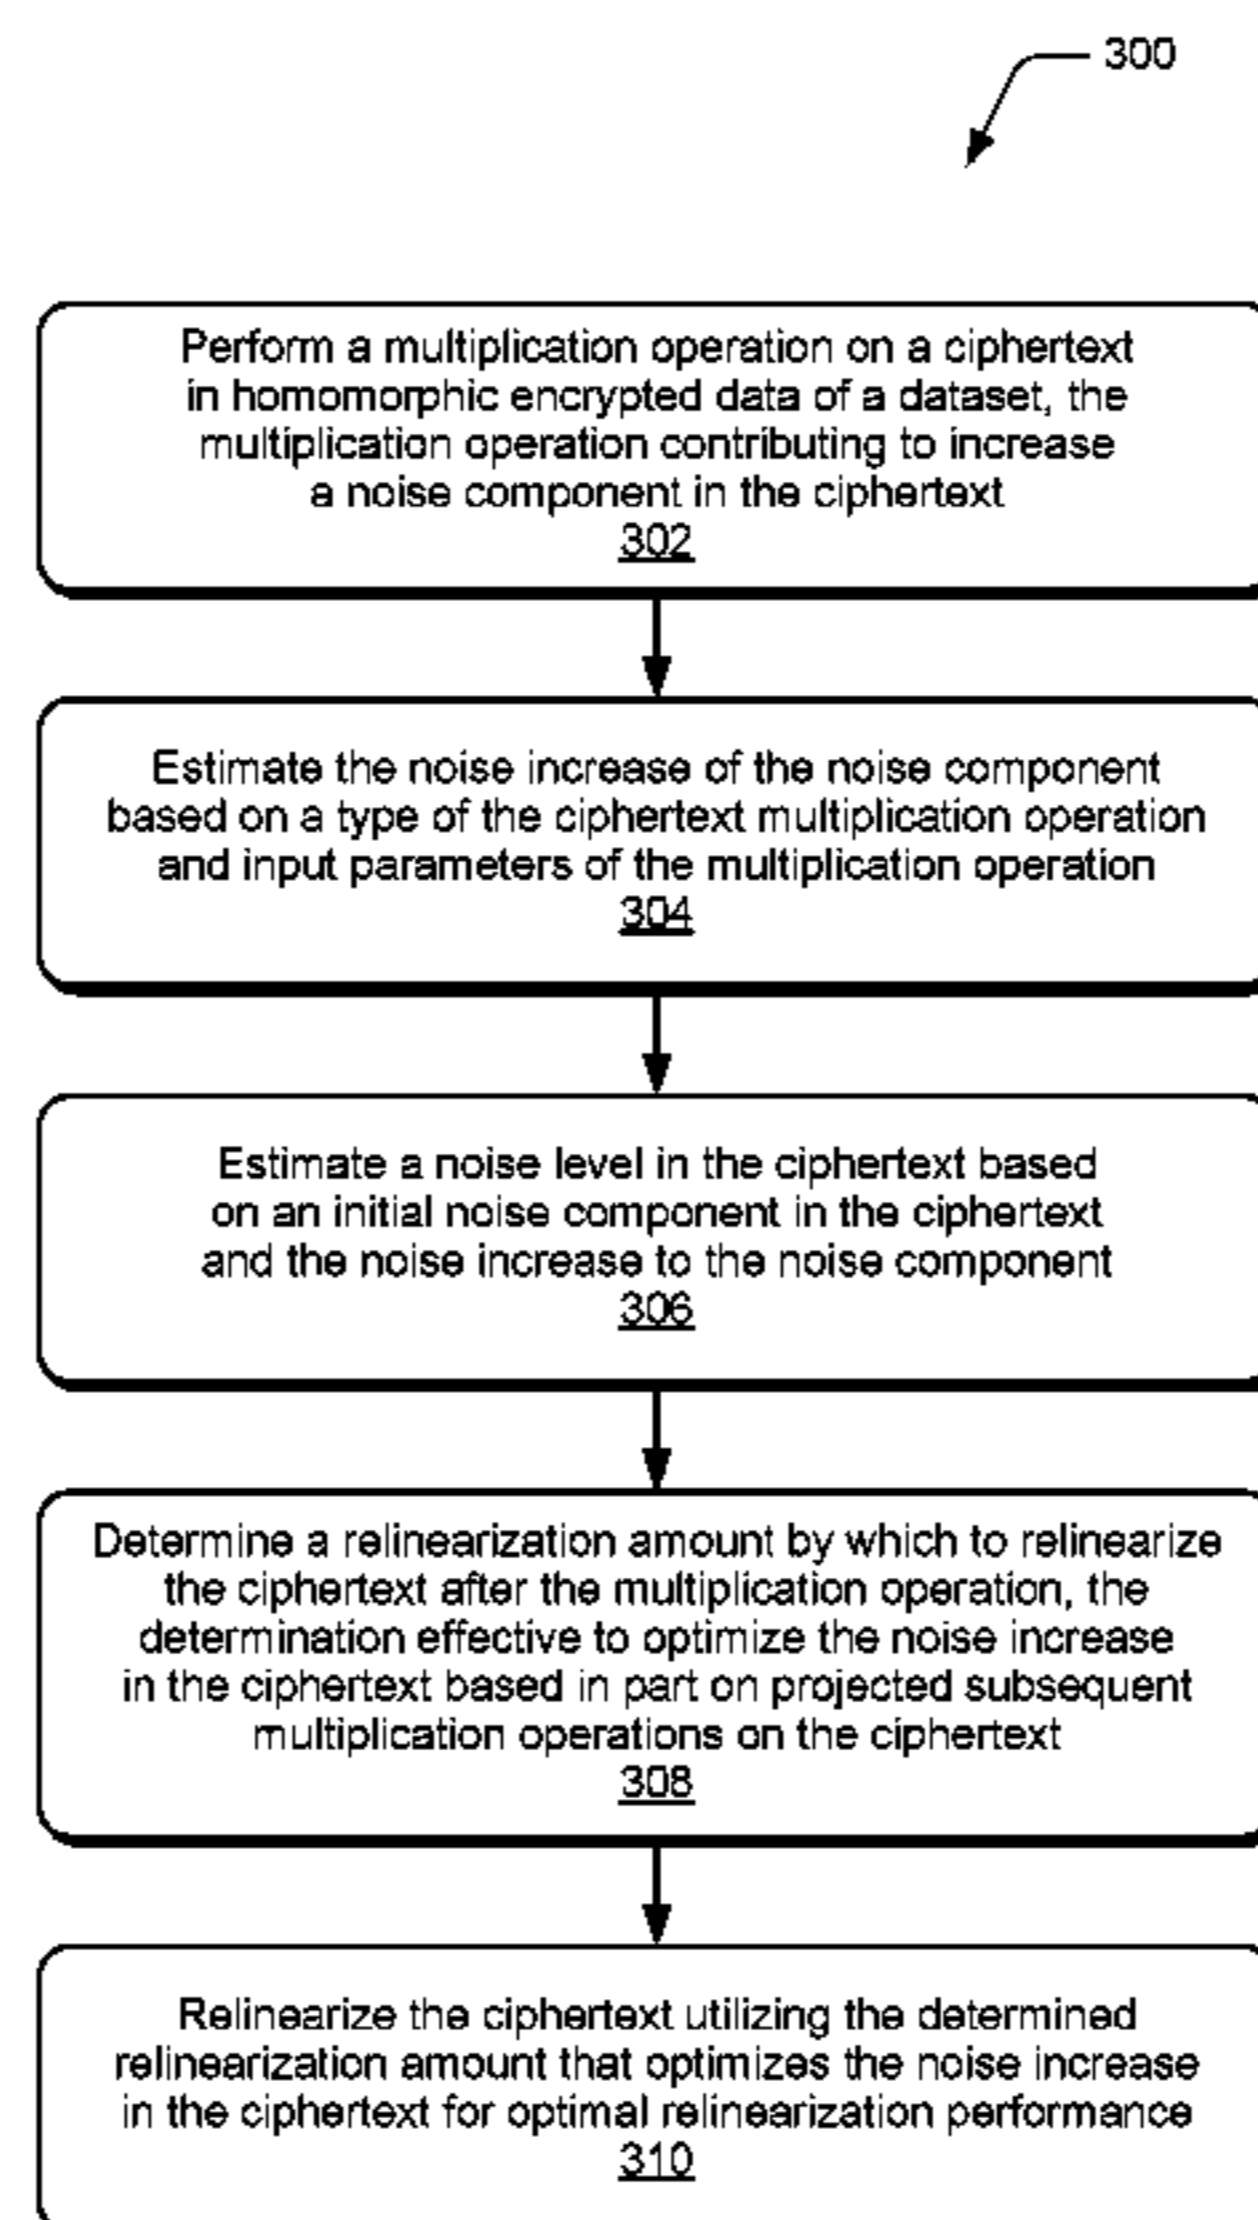 300
Perform a multiplication operation on a ciphertext
in homomorphic encrypted data of a dataset, the
multiplication operation contributing to increase
a noise component in the ciphertext
302
Estimate the noise increase of the noise component
based on a type of the ciphertext multiplication operation
and input parameters of the multiplication operation
304
Estimate a noise level in the ciphertext based
on an initial noise component in the ciphertext
and the noise increase to the noise component
306
Determine a relinearization amount by which to relinearize
the ciphertext after the multiplication operation, the
determination effective to optimize the noise increase
in the ciphertext based in part on projected subsequent
multiplication operations on the ciphertext
308
Relinearize the ciphertext utilizing the determined
relinearization amount that optimizes the noise increase
in the ciphertext for optimal relinearization performance
310